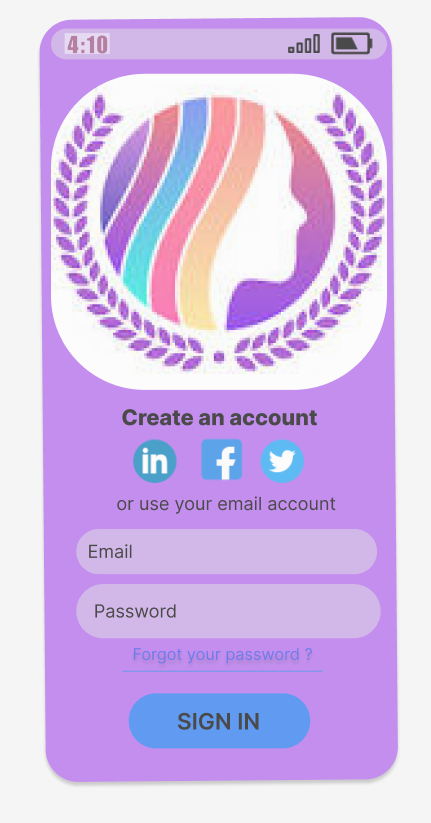 4:10
Create an account
in f
or use your email account
Email
Password
Forgot your password ?
SIGN IN